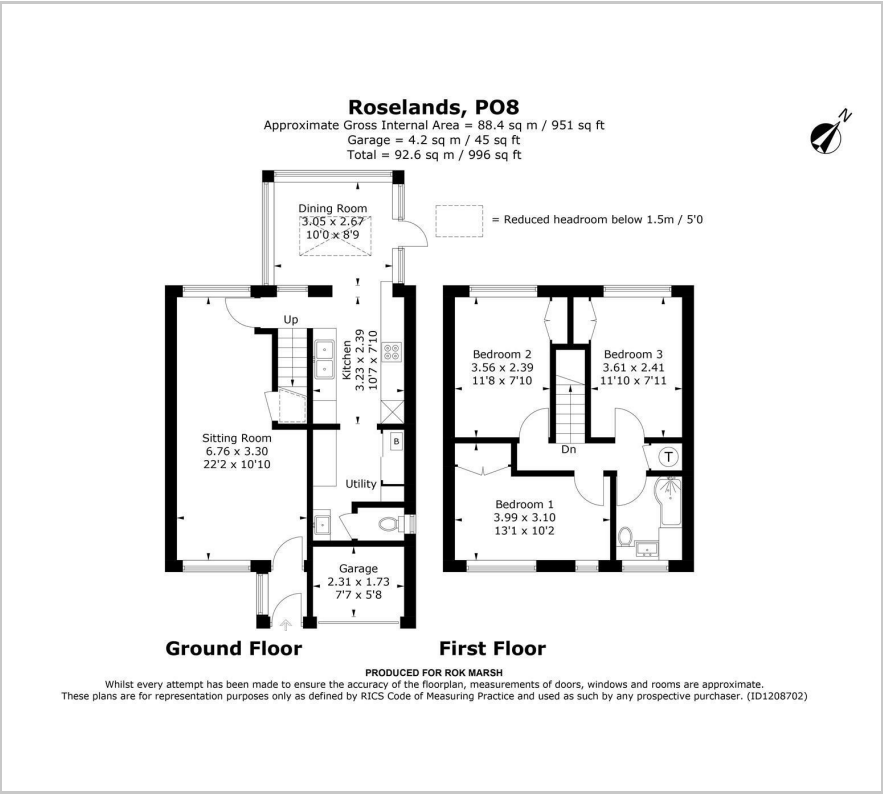 Roselands, PO8
Approximate Gross Internal Area = 88.4 sq m / 951 sq ft
Garage = 4.2 sq m / 45 sq ft
Total = 92.6 sq m / 996 sq ft
N
Dining Room
3.05 x 2.67
10'0 x 8'9
= Reduced headroom below 1.5m / 5'0
Up
Kitchen
3.23 x 2.39
10'7 x 7'10
Sitting Room
6.76 x 3.30
22'2 x 10'10
B
Utility
Garage
2.31 x 1.73
7'7 x 5'8
Bedroom 2
3.56 x 2.39
11'8 x 7'10
Bedroom 3
3.61 x 2.41
11'10 x 7'11
Dn
T
Bedroom 1
3.99 x 3.10
13'1 x 10'2
Ground Floor
First Floor
PRODUCED FOR ROK MARSH
Whilst every attempt has been made to ensure the accuracy of the floorplan, measurements of doors, windows and rooms are approximate.
These plans are for representation purposes only as defined by RICS Code of Measuring Practice and used as such by any prospective purchaser. (ID1208702)